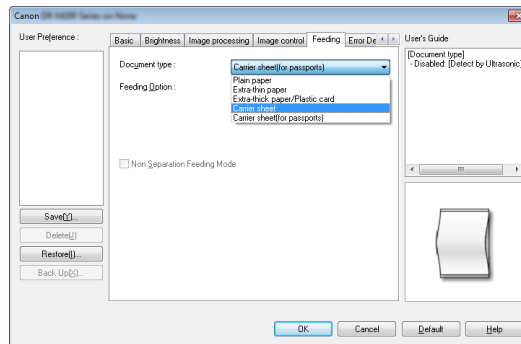 Canon
User Preference :
Basic Brightness Image processing Image control Feeding Error De
User's Guide
Document type :
Carrier sheet(for passports)
[Document type]
- Disabled: [Detect by Ultrasonic]
Feeding Option :
Plain paper
Extra-thin paper
Extra-thick paper/Plastic card
Carrier sheet
Carrier sheet(for passports)
Non Separation Feeding Mode
Save(Y)...
Delete(J)
Restore(I)...
Back Up(X)...
OK Cancel Default Help